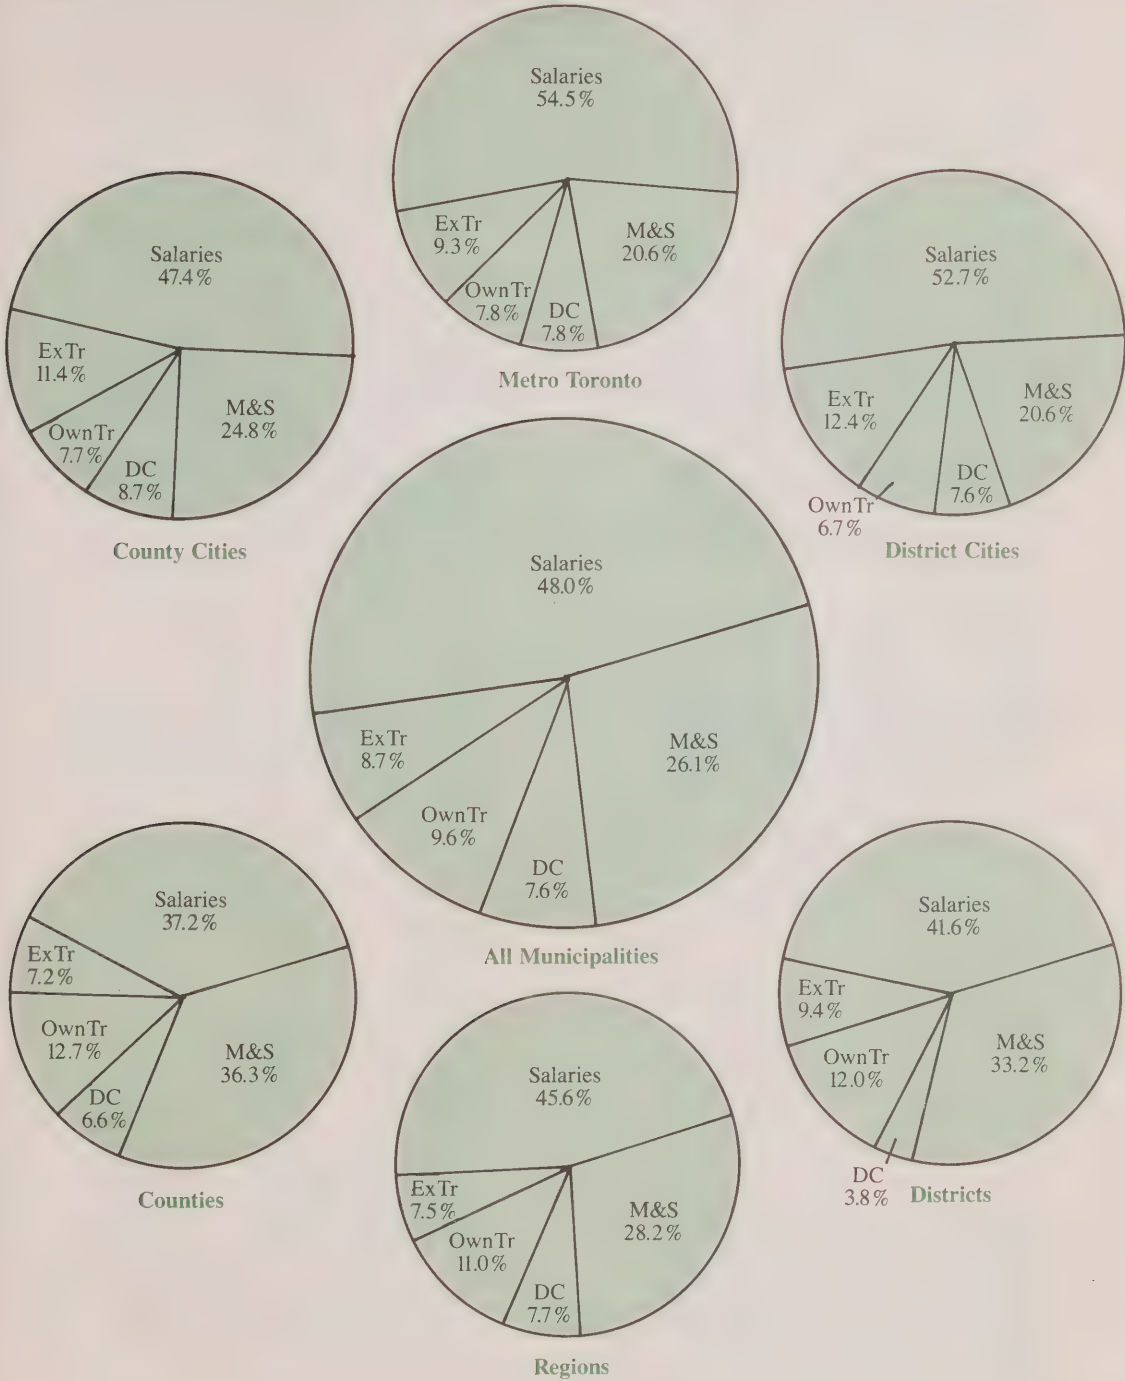 Salaries
54.5%
ExTr
9.3%
OwnTr
7.8%
DC
7.8%
M&S
20.6%
Metro Toronto
Salaries
47.4%
ExTr
11.4%
OwnTr
7.7%
DC
8.7%
M&S
24.8%
County Cities
Salaries
52.7%
ExTr
12.4%
OwnTr
6.7%
DC
7.6%
M&S
20.6%
District Cities
Salaries
48.0%
ExTr
8.7%
OwnTr
9.6%
DC
7.6%
M&S
26.1%
All Municipalities
Salaries
37.2%
ExTr
7.2%
OwnTr
12.7%
DC
6.6%
M&S
36.3%
Counties
Salaries
41.6%
ExTr
9.4%
OwnTr
12.0%
DC
3.8%
M&S
33.2%
Districts
Salaries
45.6%
ExTr
7.5%
OwnTr
11.0%
DC
7.7%
M&S
28.2%
Regions